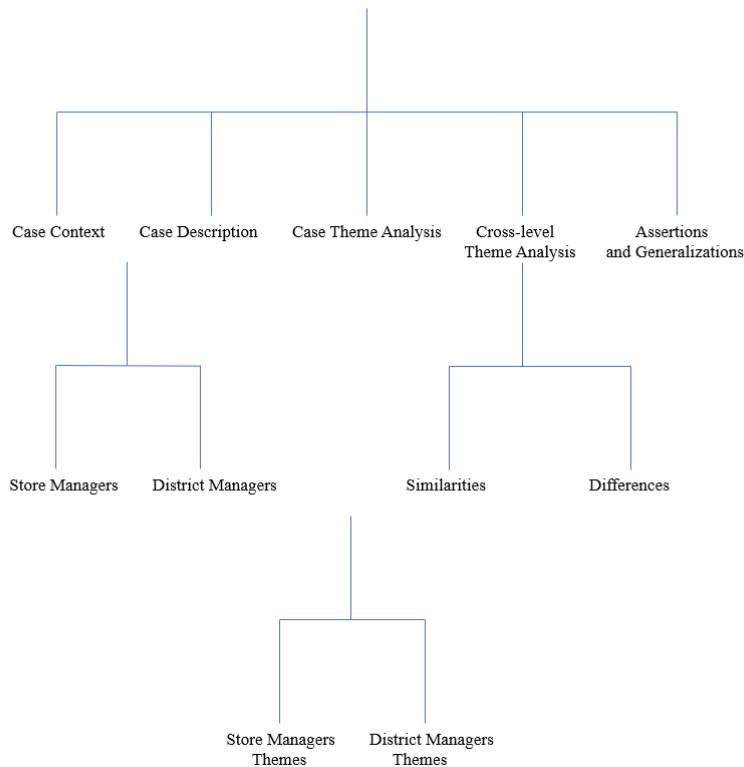 Case Context
Case Description
Case Theme Analysis
Cross-level
Theme Analysis
Assertions
and Generalizations
Store Managers
District Managers
Similarities
Differences
Store Managers
Themes
District Managers
Themes